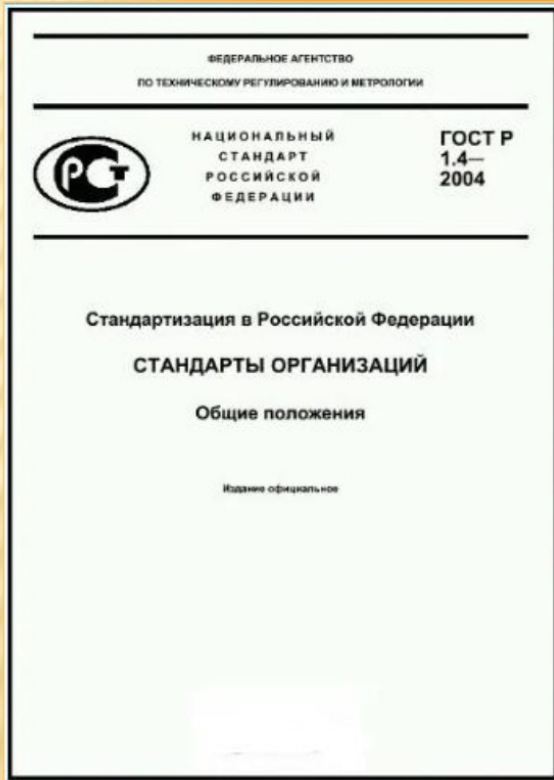 ФЕДЕРАЛЬНОЕ АГЕНТСТВО
ПО ТЕХНИЧЕСКОМУ РЕГУЛИРОВАНИЮ И МЕТРОЛОГИИ
НАЦИОНАЛЬНЫЙ
СТАНДАРТ
РОССИЙСКОЙ
ФЕДЕРАЦИИ
ГОСТ Р
1.4—
2004
РСТ
Стандартизация в Российской Федерации
СТАНДАРТЫ ОРГАНИЗАЦИЙ
Общие положения
Издание официальное